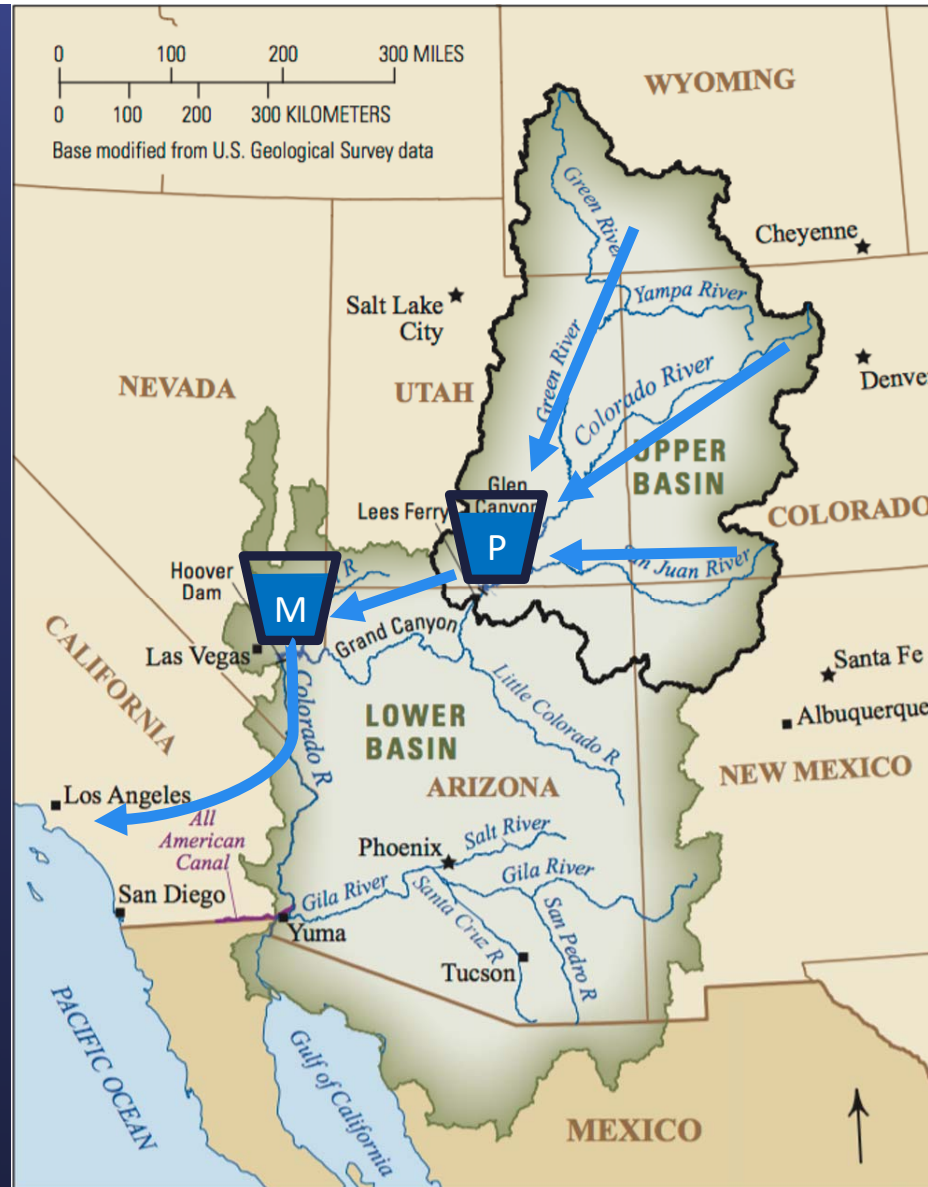 0 100 200 300 MILES
0 100 200 300 KILOMETERS
Base modified from U.S. Geological Survey data
WYOMING
Green River
Cheyenne
Yampa River
Salt Lake
City
Green River
Denve
NEVADA
UTAH
Colorado River
UPPER
BASIN
Glen
Canyon
Lees Ferry
COLORADO
P
San Juan River
Hoover
Dam
R
M
Grand Canyon
Las Vegas
CALIFORNIA
Colorado R
Little Colorado R
Santa Fe
Albuquerque
LOWER
BASIN
NEW MEXICO
ARIZONA
Los Angeles
All
American
Canal
Phoenix
Salt River
Gila River
San Diego
Gila River
Santa Cruz R
San Pedro R
Yuma
Tucson
PACIFIC OCEAN
Gulf of California
MEXICO